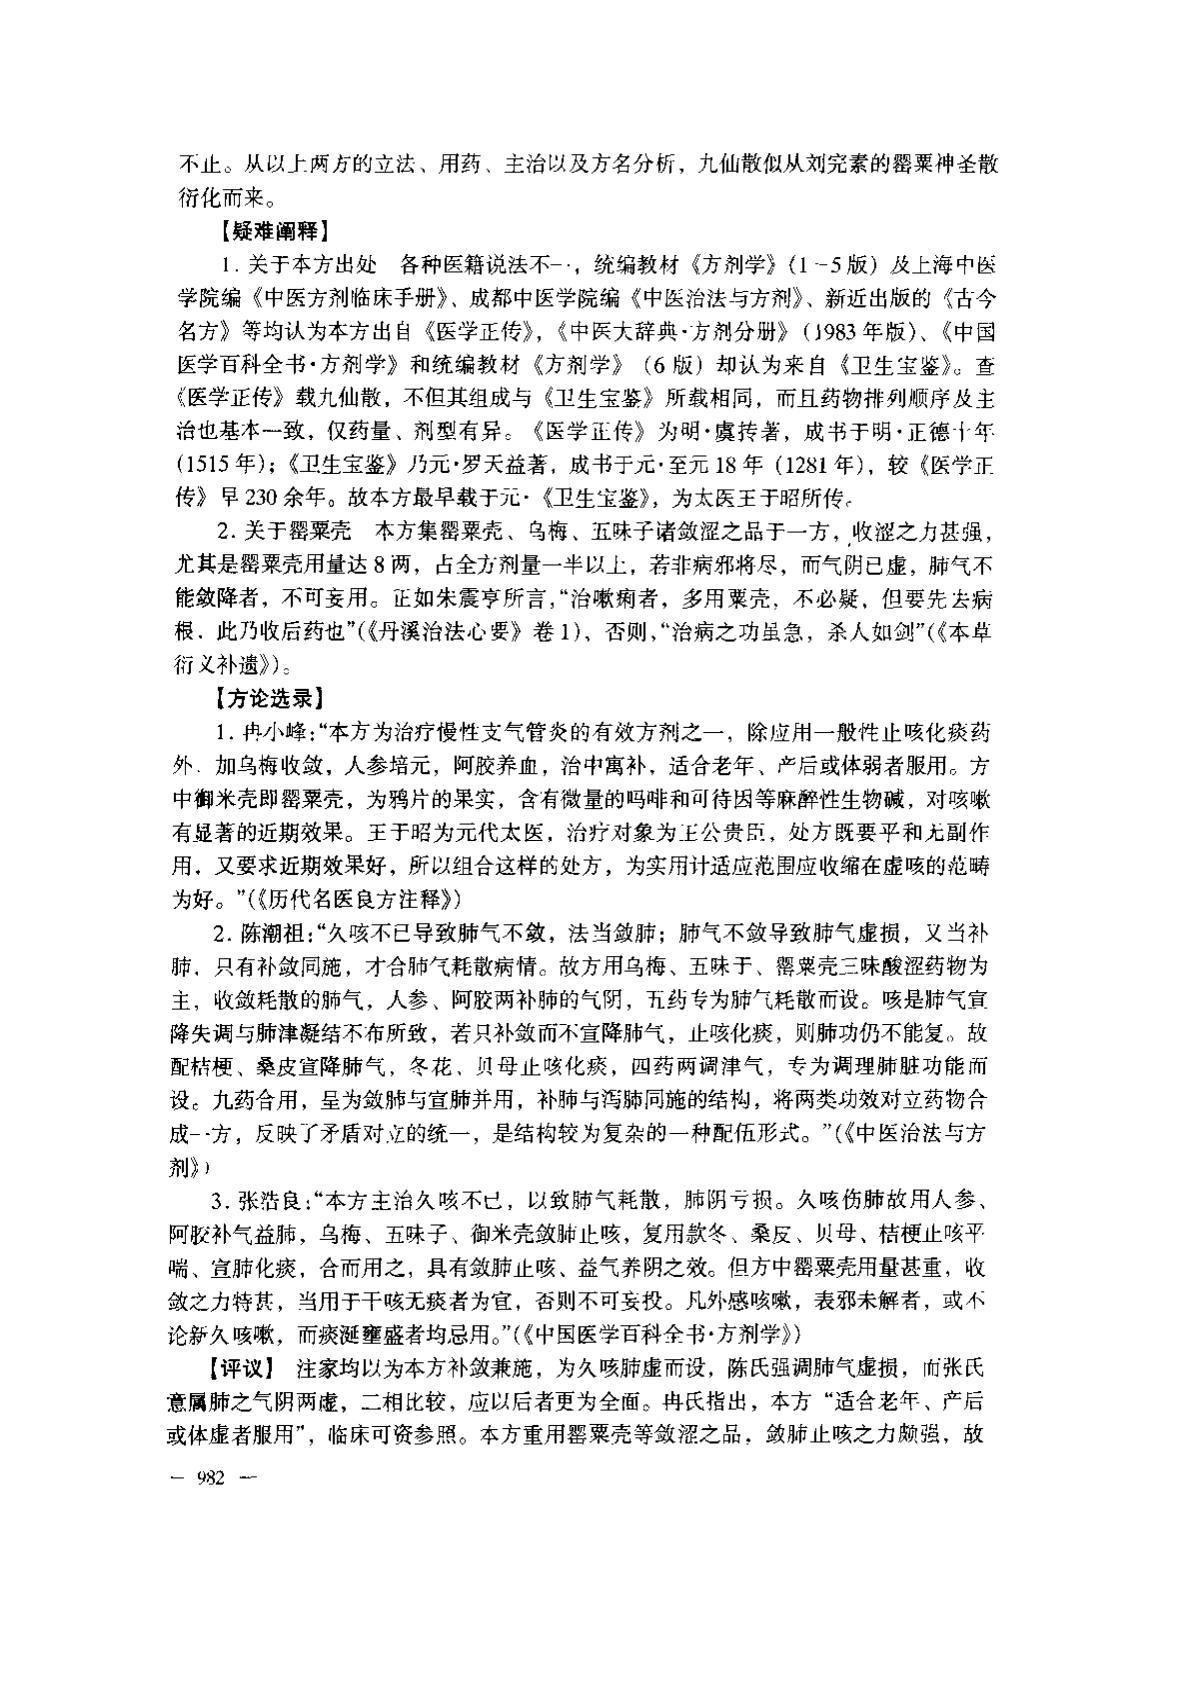 不止。从以上两方的立法、用药、主治以及方名分析，九仙散似从刘完素的罂粟神圣散
衍化而来。
【疑难阐释】
1. 关于本方出处　各种医籍说法不一，统编教材《方剂学》（1－5版）及上海中医
学院编《中医方剂临床手册》、成都中医学院编《中医治法与方剂》、新近出版的《古今
名方》等均认为本方出自《医学正传》，《中医大辞典·方剂分册》（1983年版）、《中国
医学百科全书·方剂学》和统编教材《方剂学》（6版）却认为来自《卫生宝鉴》。查
《医学正传》载九仙散，不但其组成与《卫生宝鉴》所载相同，而且药物排列顺序及主
治也基本一致，仅药量、剂型有异。《医学正传》为明·虞抟著，成书于明·正德十年
（1515年）；《卫生宝鉴》乃元·罗天益著，成书于元·至元18年（1281年），较《医学正
传》早230余年。故本方最早载于元·《卫生宝鉴》，为太医王于昭所传。
2. 关于罂粟壳　本方集罂粟壳、乌梅、五味子诸敛涩之品于一方，收涩之力甚强，
尤其是罂粟壳用量达8两，占全方剂量一半以上，若非病邪将尽，而气阴已虚，肺气不
能敛降者，不可妄用。正如朱震亨所言，“治嗽痢者，多用粟壳，不必疑，但要先去病
根，此乃收后药也”（《丹溪治法心要》卷1），否则，“治病之功虽急，杀人如剑”（《本草
衍义补遗》）。
【方论选录】
1. 冉小峰：“本方为治疗慢性支气管炎的有效方剂之一，除应用一般性止咳化痰药
外，加乌梅收敛，人参培元，阿胶养血，治中寓补，适合老年、产后或体弱者服用。方
中御米壳即罂粟壳，为鸦片的果实，含有微量的吗啡和可待因等麻醉性生物碱，对咳嗽
有显著的近期效果。王于昭为元代太医，治疗对象为王公贵臣，处方既要平和无副作
用，又要求近期效果好，所以组合这样的处方，为实用计适应范围应收缩在虚咳的范畴
为好。”（《历代名医良方注释》）
2. 陈潮祖：“久咳不已导致肺气不敛，法当敛肺；肺气不敛导致肺气虚损，又当补
肺，只有补敛同施，才合肺气耗散病情。故方用乌梅、五味于、罂粟壳三味酸涩药物为
主，收敛耗散的肺气，人参、阿胶两补肺的气阴，五药专为肺气耗散而设。咳是肺气宣
降失调与肺津凝结不布所致，若只补敛而不宣降肺气，止咳化痰，则肺功仍不能复。故
配桔梗、桑皮宣降肺气，冬花、贝母止咳化痰，四药两调津气，专为调理肺脏功能而
设。九药合用，呈为敛肺与宣肺并用，补肺与泻肺同施的结构，将两类功效对立药物合
成一方，反映了矛盾对立的统一，是结构较为复杂的一种配伍形式。”（《中医治法与方
剂》）
3. 张浩良：“本方主治久咳不已，以致肺气耗散，肺阴亏损。久咳伤肺故用人参、
阿胶补气益肺，乌梅、五味子、御米壳敛肺止咳，复用款冬、桑皮、贝母、桔梗止咳平
喘、宣肺化痰，合而用之，具有敛肺止咳、益气养阴之效。但方中罂粟壳用量甚重，收
敛之力特甚，当用于干咳无痰者为宜，否则不可妄投。凡外感咳嗽，表邪未解者，或不
论新久咳嗽，而痰涎壅盛者均忌用。”（《中国医学百科全书·方剂学》）
【评议】　注家均以为本方补敛兼施，为久咳肺虚而设，陈氏强调肺气虚损，而张氏
意属肺之气阴两虚，二相比较，应以后者更为全面。冉氏指出，本方“适合老年、产后
或体虚者服用”，临床可资参照。本方重用罂粟壳等敛涩之品，敛肺止咳之力颇强，故
— 982 —